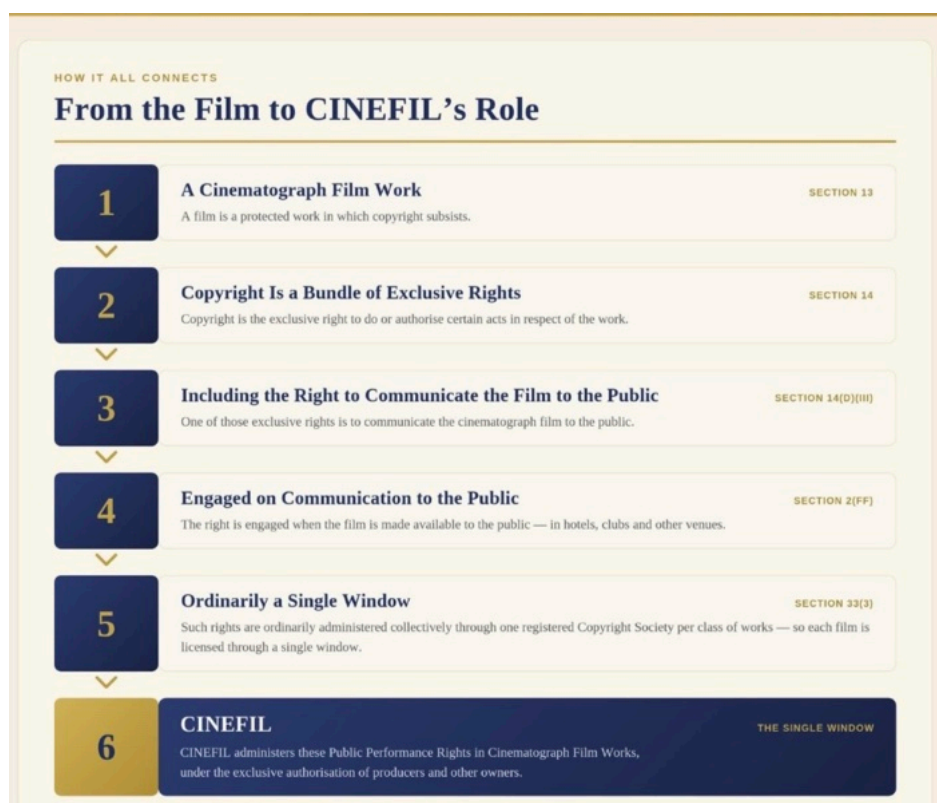 HOW IT ALL CONNECTS
From the Film to CINEFIL’s Role
1
A Cinematograph Film Work
SECTION 13
A film is a protected work in which copyright subsists.
2
Copyright Is a Bundle of Exclusive Rights
SECTION 14
Copyright is the exclusive right to do or authorise certain acts in respect of the work.
3
Including the Right to Communicate the Film to the Public
SECTION 14(D)(III)
One of those exclusive rights is to communicate the cinematograph film to the public.
4
Engaged on Communication to the Public
SECTION 2(FF)
The right is engaged when the film is made available to the public — in hotels, clubs and other venues.
5
Ordinarily a Single Window
SECTION 33(3)
Such rights are ordinarily administered collectively through one registered Copyright Society per class of works — so each film is
licensed through a single window.
6
CINEFIL
THE SINGLE WINDOW
CINEFIL administers these Public Performance Rights in Cinematograph Film Works,
under the exclusive authorisation of producers and other owners.